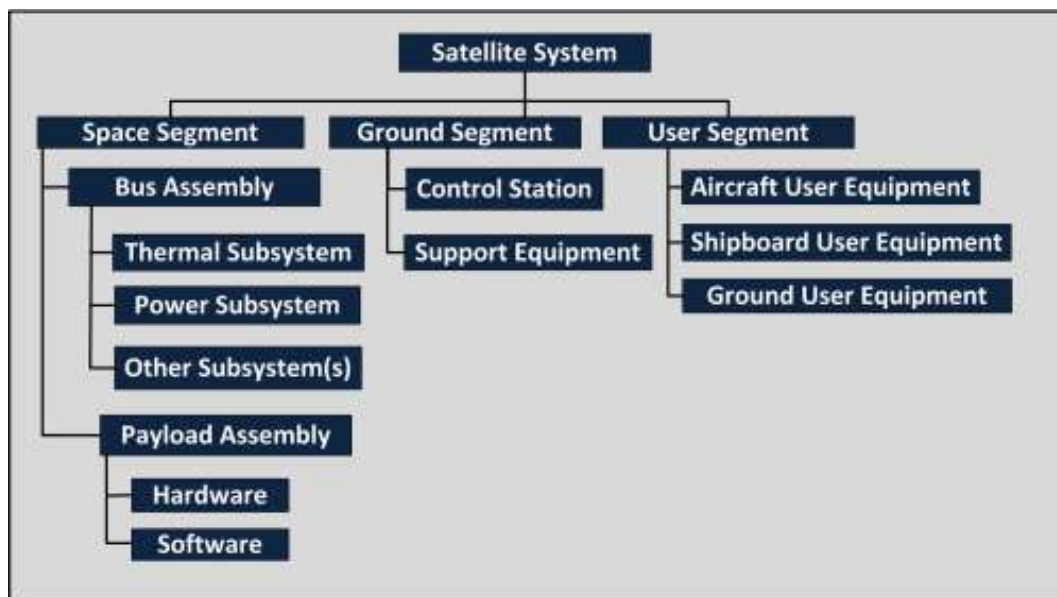 Satellite System
Space Segment
Bus Assembly
Thermal Subsystem
Power Subsystem
Other Subsystem(s)
Payload Assembly
Hardware
Software
Ground Segment
Control Station
Support Equipment
User Segment
Aircraft User Equipment
Shipboard User Equipment
Ground User Equipment